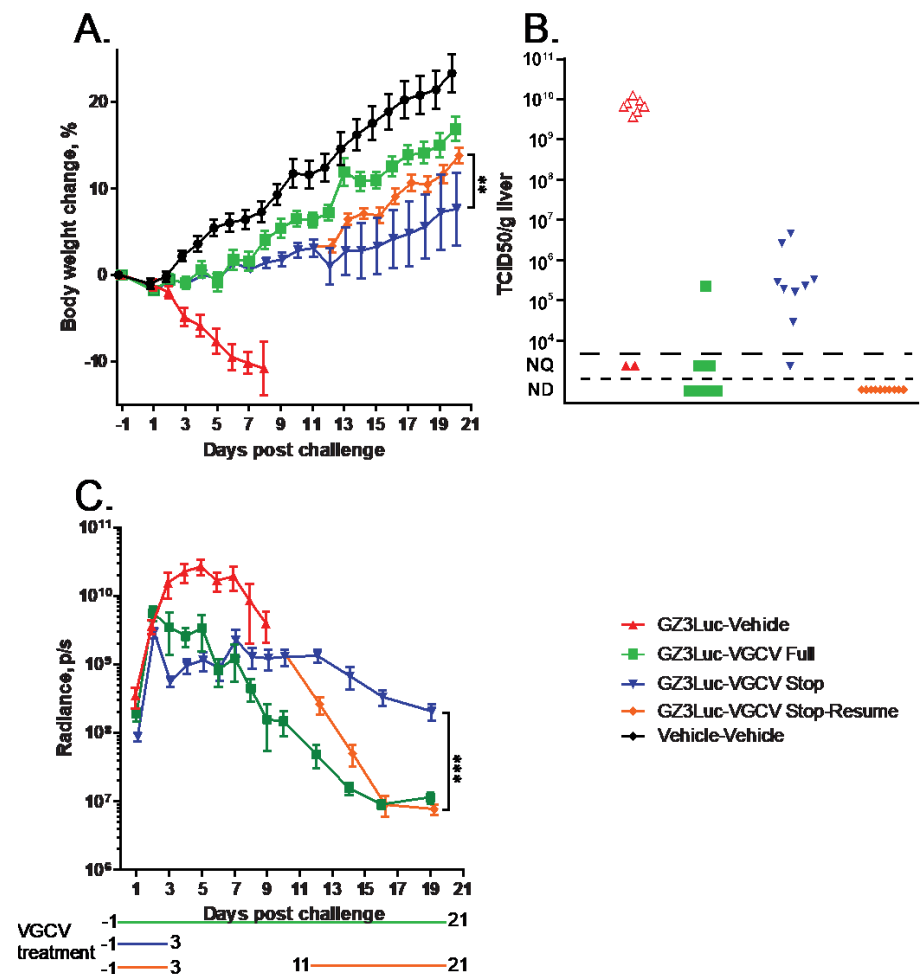 A.
Body weight change, %
20
10
0
-10
-1 1 3 5 7 9 11 13 15 17 19 21
Days post challenge
**
B.
TCID50/g liver
10¹¹
10¹⁰
10⁹
10⁸
10⁷
10⁶
10⁵
10⁴
NQ
ND
C.
Radiance, p/s
10¹¹
10¹⁰
10⁹
10⁸
10⁷
10⁶
1 3 5 7 9 11 13 15 17 19 21
Days post challenge
***
VGCV
treatment
-1 21
-1 3
-1 3 11 21
GZ3Luc-Vehicle
GZ3Luc-VGCV Full
GZ3Luc-VGCV Stop
GZ3Luc-VGCV Stop-Resume
Vehicle-Vehicle